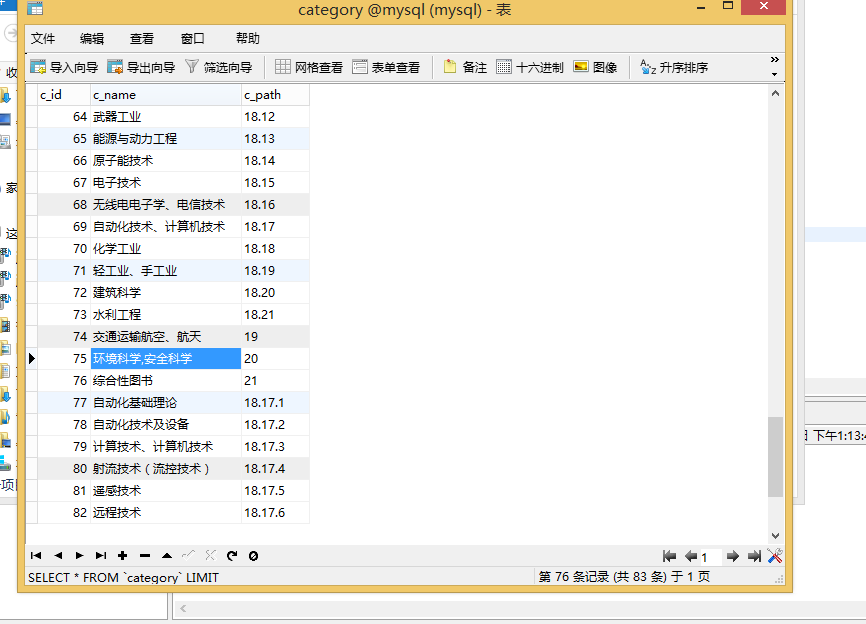 category @mysql (mysql) - 表
文件 编辑 查看 窗口 帮助
导入向导 导出向导 筛选向导 网格查看 表单查看 备注 十六进制 图像 升序排序 »
c_id c_name c_path
64 武器工业 18.12
65 能源与动力工程 18.13
66 原子能技术 18.14
67 电子技术 18.15
68 无线电电子学、电信技术 18.16
69 自动化技术、计算机技术 18.17
70 化学工业 18.18
71 轻工业、手工业 18.19
72 建筑科学 18.20
73 水利工程 18.21
74 交通运输航空、航天 19
75 环境科学,安全科学 20
76 综合性图书 21
77 自动化基础理论 18.17.1
78 自动化技术及设备 18.17.2
79 计算技术、计算机技术 18.17.3
80 射流技术（流控技术） 18.17.4
81 遥感技术 18.17.5
82 远程技术 18.17.6
1
SELECT * FROM `category` LIMIT 第 76 条记录 (共 83 条) 于 1 页
收
家
这
项
下午1:13: